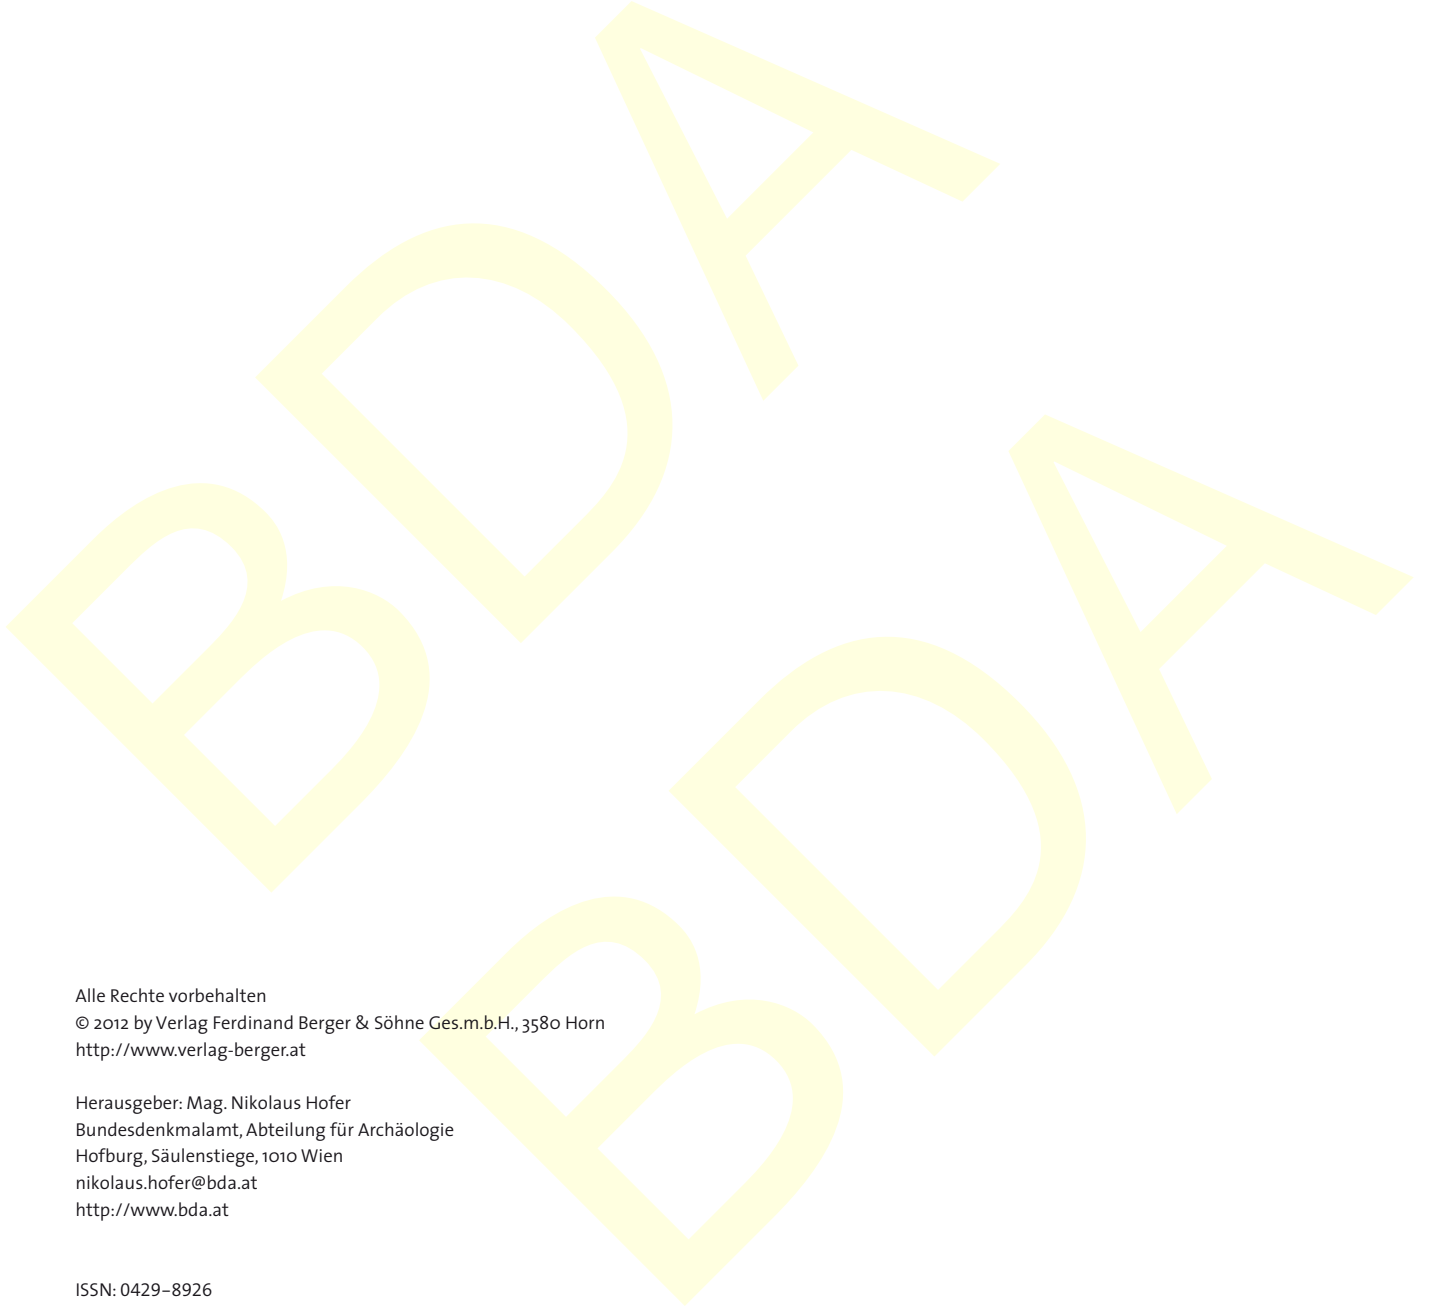 BDA
BDA
Alle Rechte vorbehalten
© 2012 by Verlag Ferdinand Berger & Söhne Ges.m.b.H., 3580 Horn
http://www.verlag-berger.at
Herausgeber: Mag. Nikolaus Hofer
Bundesdenkmalamt, Abteilung für Archäologie
Hofburg, Säulenstiege, 1010 Wien
nikolaus.hofer@bda.at
http://www.bda.at
ISSN: 0429–8926